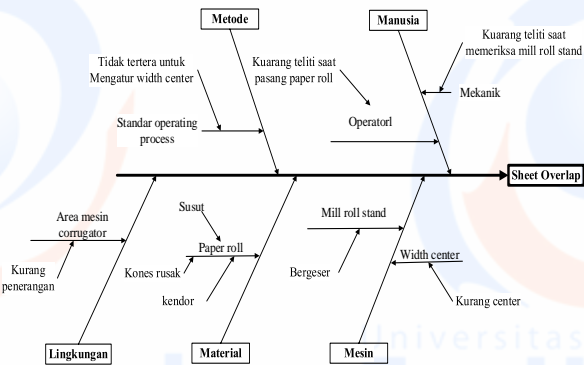 Metode
Manusia
Tidak tertera untuk
Mengatur width center
Kuarang teliti saat
pasang paper roll
Kuarang teliti saat
memeriksa mill roll stand
Mekanik
Standar operating
process
Operatorl
Sheet Overlap
Area mesin
corrugator
Kurang
penerangan
Susut
Paper roll
Kones rusak
kendor
Mill roll stand
Bergeser
Width center
Kurang center
Lingkungan
Material
Mesin
Universitas